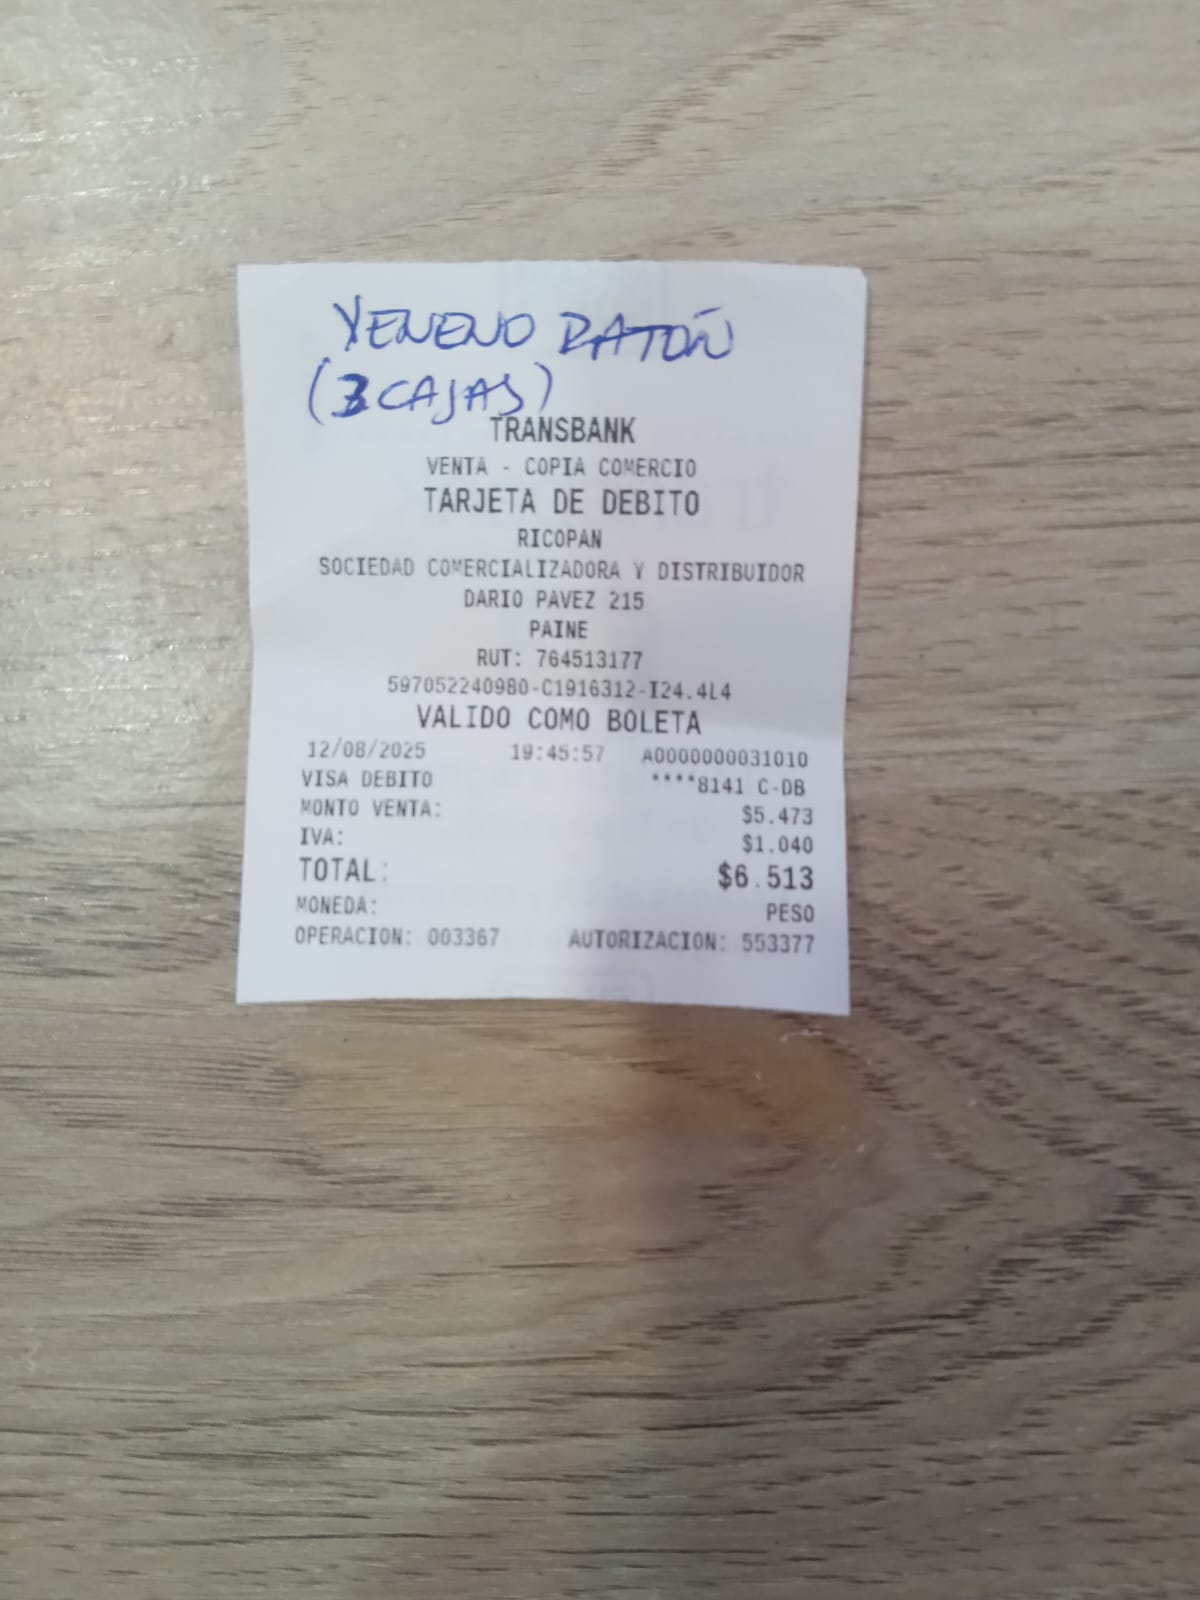 VENENO RATÓN
(3 CAJAS)
TRANSBANK
VENTA - COPIA COMERCIO
TARJETA DE DEBITO
RICOPAN
SOCIEDAD COMERCIALIZADORA Y DISTRIBUIDOR
DARIO PAVEZ 215
PAINE
RUT: 764513177
597052240980-C1916312-I24.4L4
VALIDO COMO BOLETA
12/08/2025 19:45:57 A0000000031010
VISA DEBITO ****8141 C-DB
MONTO VENTA: $5.473
IVA: $1.040
TOTAL: $6.513
MONEDA: PESO
OPERACION: 003367 AUTORIZACION: 553377